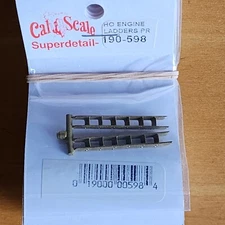 Cal Scale
Superdetail-
HO ENGINE
LADDERS PR
190-598
0 19000 00598 4